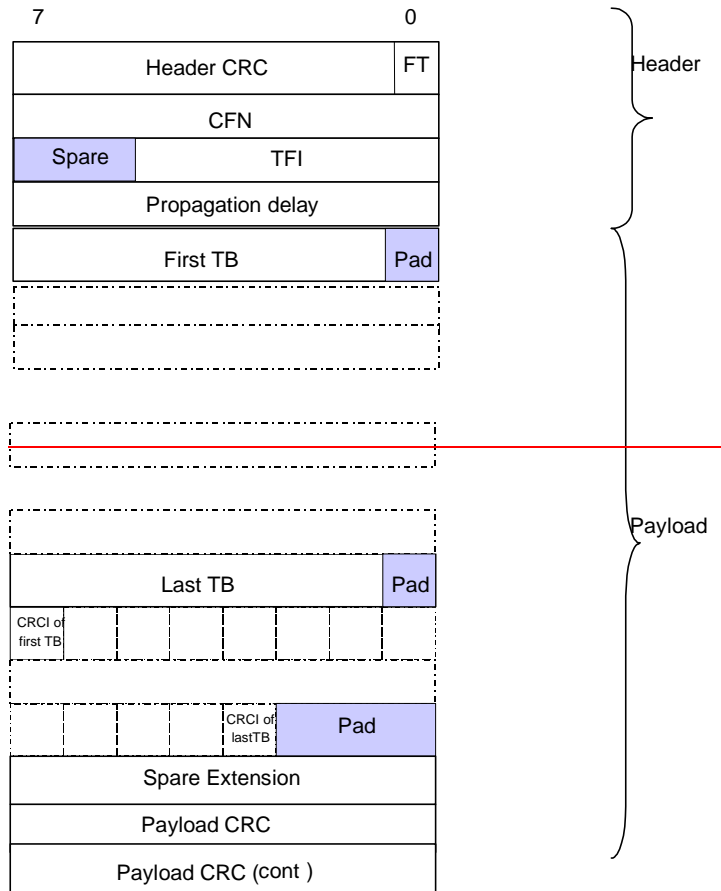 7 0
Header CRC FT
Header
CFN
Spare TFI
Propagation delay
First TB Pad
Payload
Last TB Pad
CRCI of
first TB
CRCI of
lastTB
Pad
Spare Extension
Payload CRC
Payload CRC (cont )